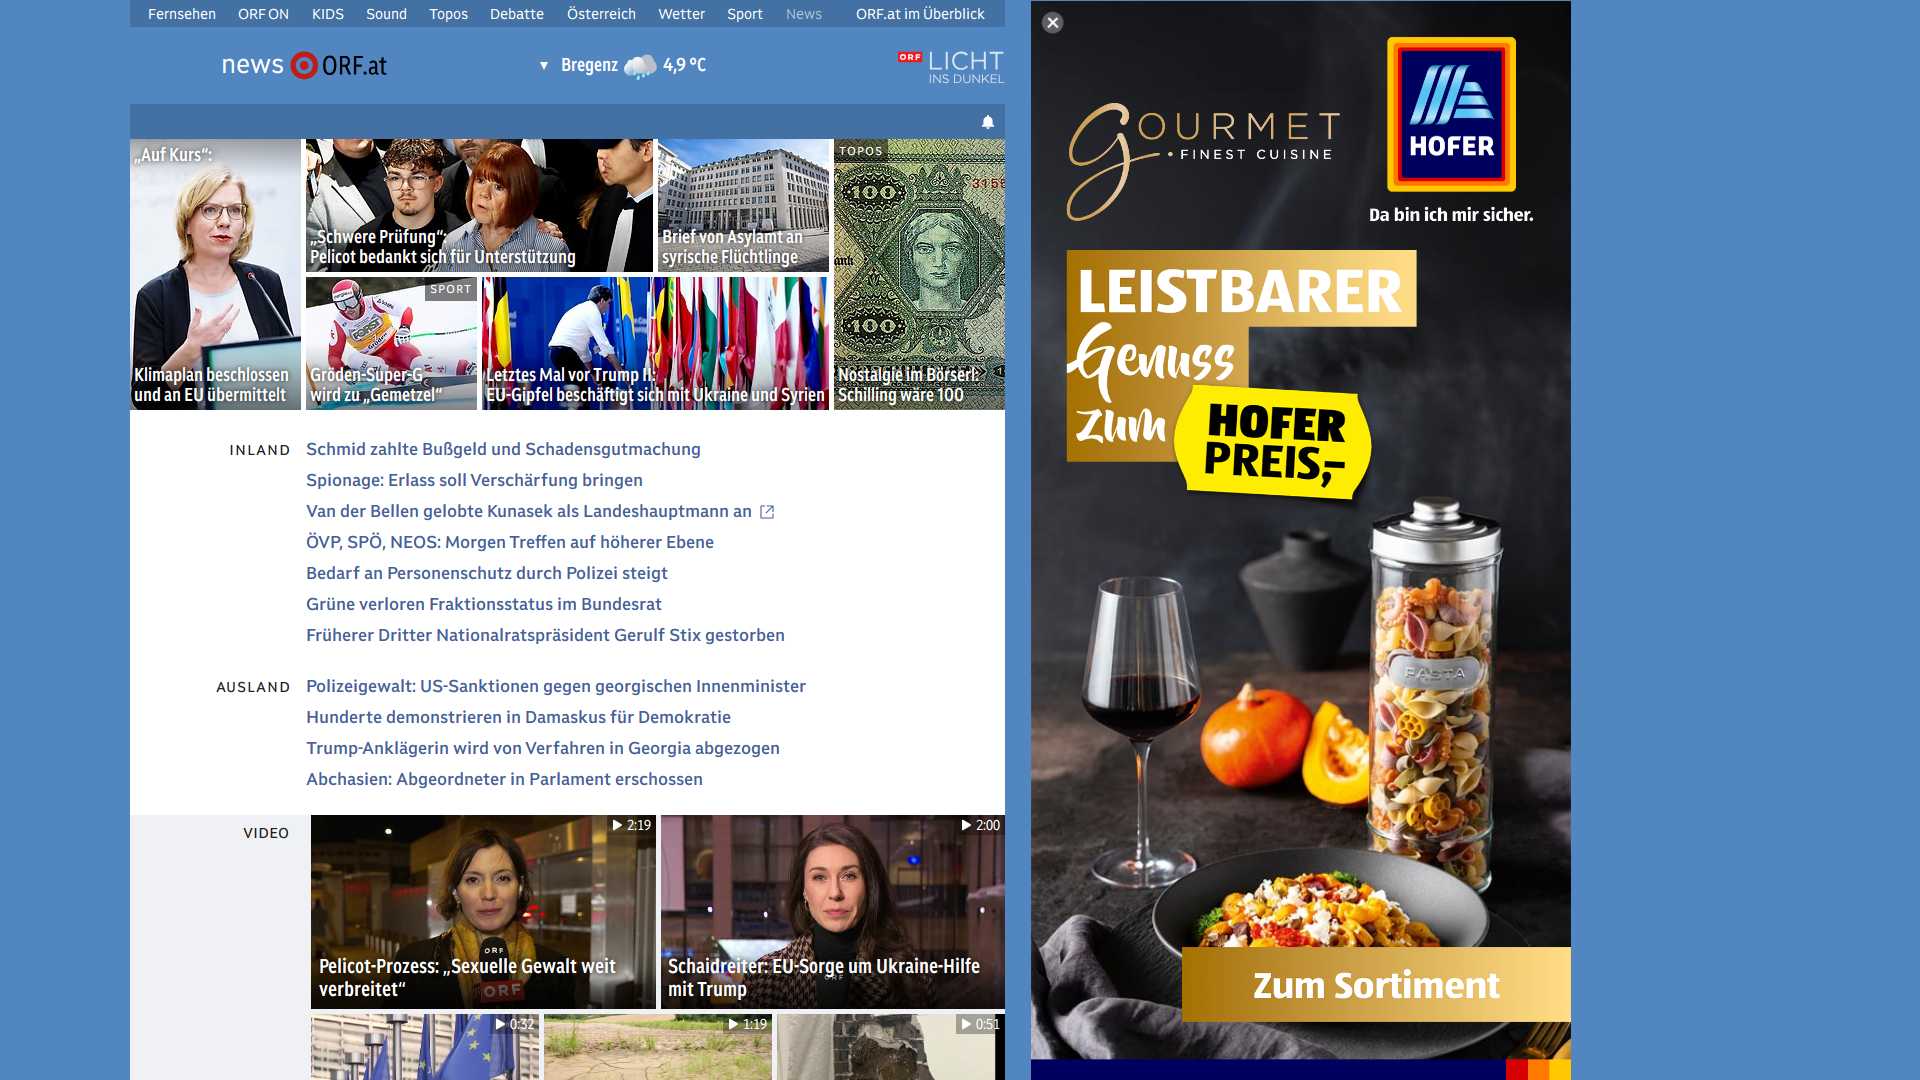 Fernsehen ORF ON KIDS Sound Topos Debatte Österreich Wetter Sport News ORF.at im Überblick
news ORF.at
Bregenz 4,9 °C
ORF LICHT
INS DUNKEL
„Auf Kurs“:
Klimaplan beschlossen
und an EU übermittelt
„Schwere Prüfung“:
Pelicot bedankt sich für Unterstützung
Brief von Asylamt an
syrische Flüchtlinge
TOPOS
100
100
Nostalgie im Börserl:
Schilling wäre 100
SPORT
Gröden-Super-G
wird zu „Gemetzel“
Letztes Mal vor Trump II:
EU-Gipfel beschäftigt sich mit Ukraine und Syrien
INLAND
Schmid zahlte Bußgeld und Schadensgutmachung
Spionage: Erlass soll Verschärfung bringen
Van der Bellen gelobte Kunasek als Landeshauptmann an
ÖVP, SPÖ, NEOS: Morgen Treffen auf höherer Ebene
Bedarf an Personenschutz durch Polizei steigt
Grüne verloren Fraktionsstatus im Bundesrat
Früherer Dritter Nationalratspräsident Gerulf Stix gestorben
AUSLAND
Polizeigewalt: US-Sanktionen gegen georgischen Innenminister
Hunderte demonstrieren in Damaskus für Demokratie
Trump-Anklägerin wird von Verfahren in Georgia abgezogen
Abchasien: Abgeordneter in Parlament erschossen
VIDEO
2:19
ORF
ORF
Pelicot-Prozess: „Sexuelle Gewalt weit
verbreitet“
2:00
Schaidreiter: EU-Sorge um Ukraine-Hilfe
mit Trump
0:32
1:19
0:51
GOURMET
FINEST CUISINE
HOFER
Da bin ich mir sicher.
LEISTBARER
Genuss
zum
HOFER
PREIS,-
PASTA
Zum Sortiment